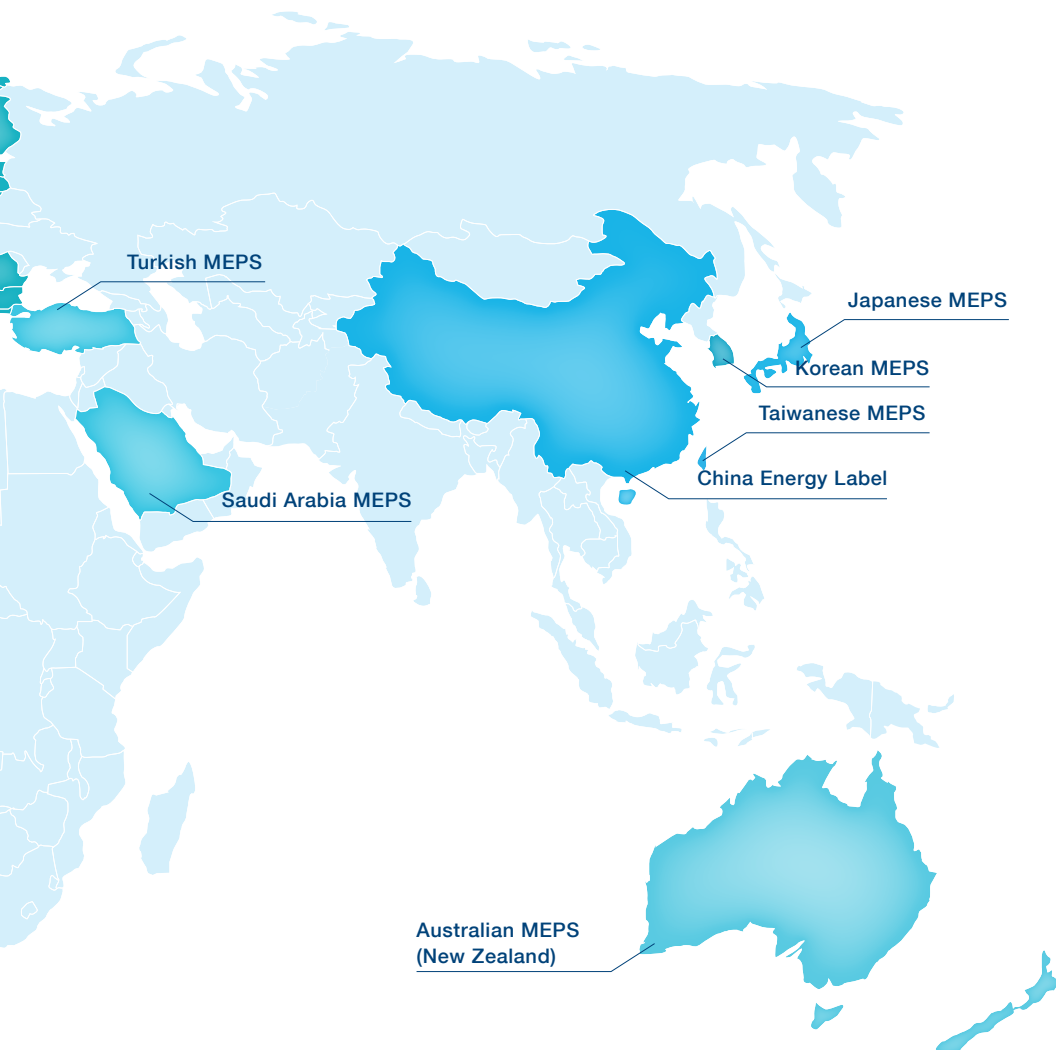 Turkish MEPS
Japanese MEPS
Korean MEPS
Taiwanese MEPS
China Energy Label
Saudi Arabia MEPS
Australian MEPS
(New Zealand)